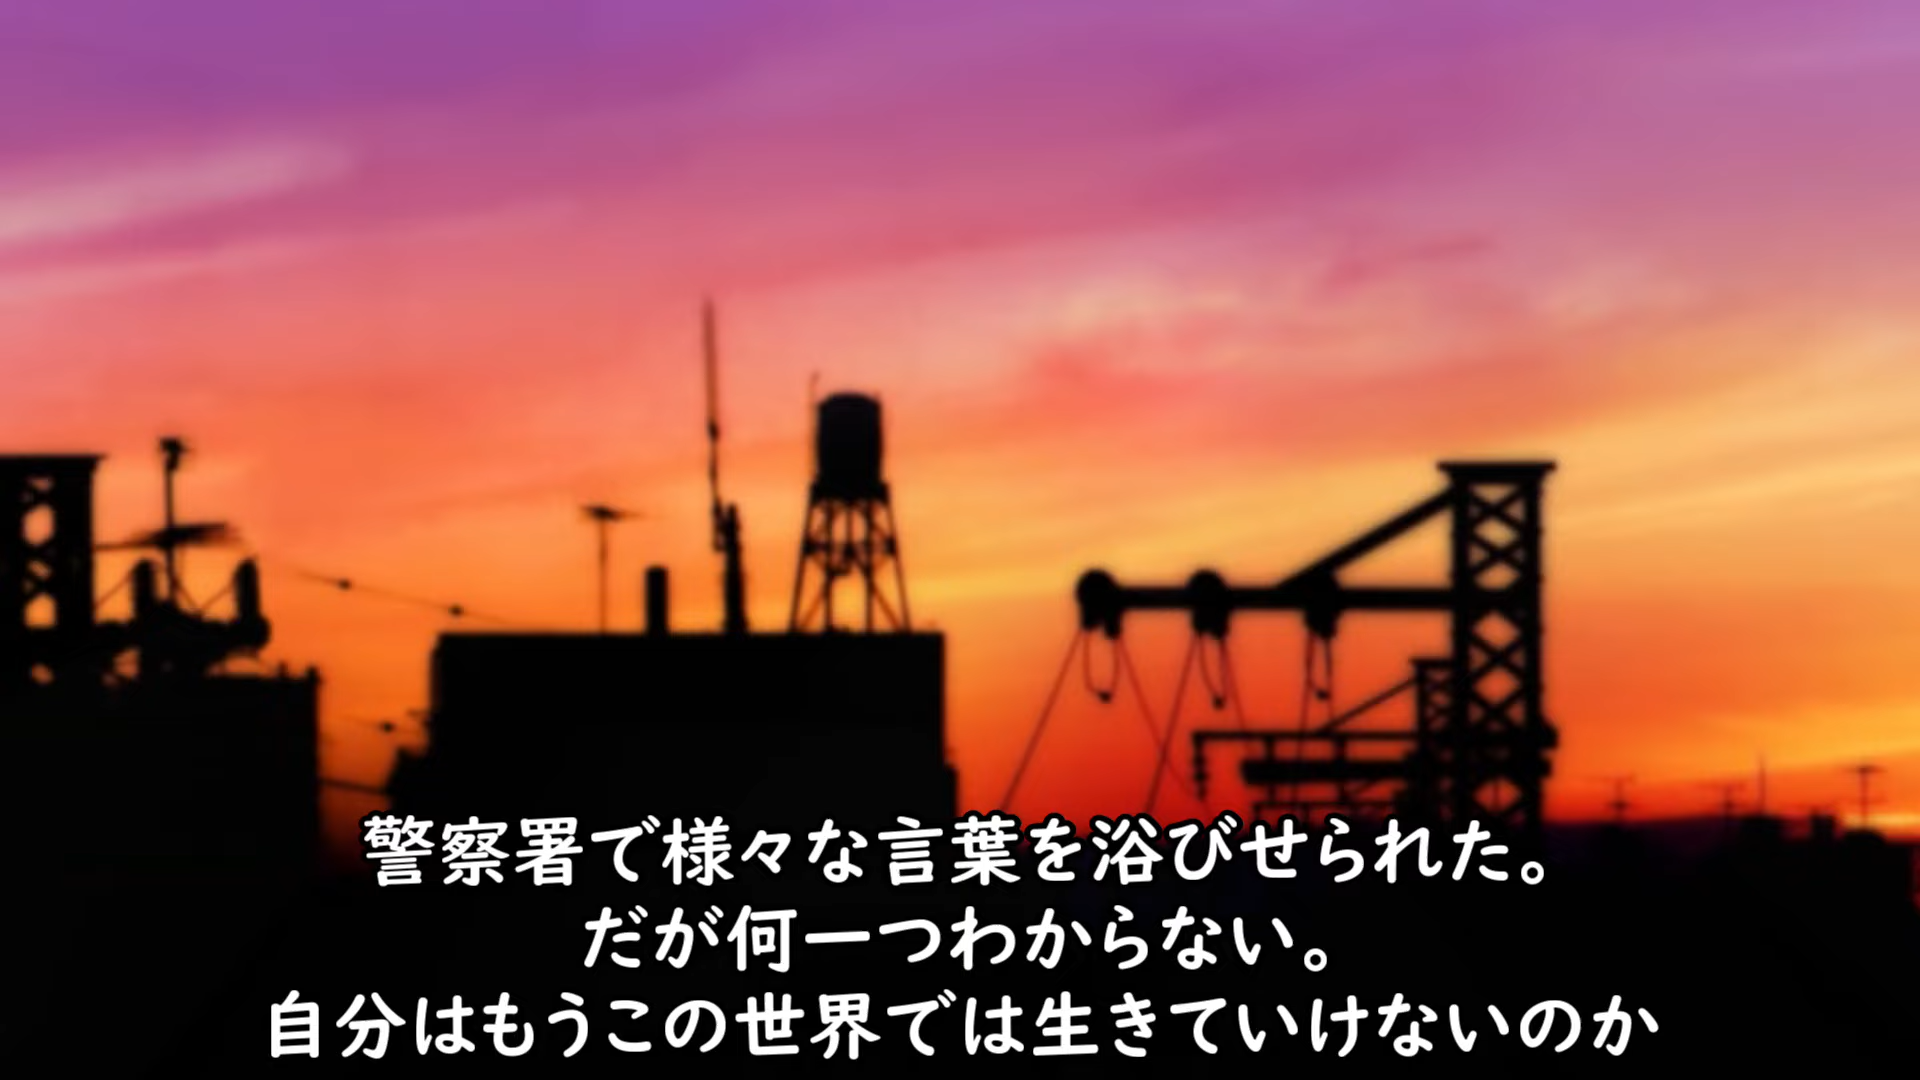 警察署で様々な言葉を浴びせられた。
だが何一つわからない。
自分はもうこの世界では生きていけないのか